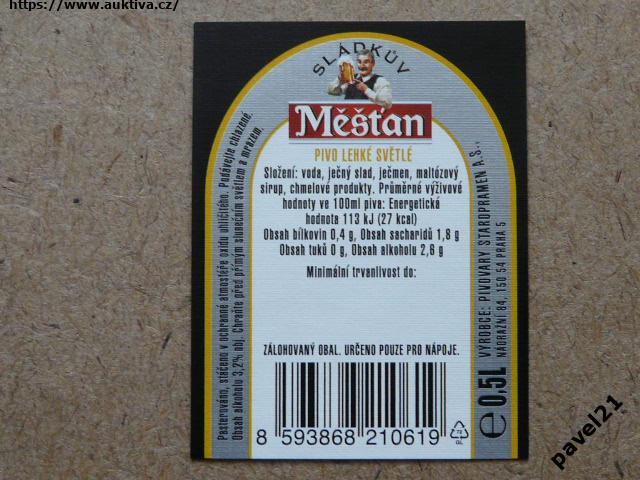 https://www.auktiva.cz/
SLÁDKŮV
Měšťan
PIVO LEHKÉ SVĚTLÉ
Složení: voda, ječný slad, ječmen, maltózový
sirup, chmelové produkty. Průměrné výživové
hodnoty ve 100ml piva: Energetická
hodnota 113 kJ (27 kcal)
Obsah bílkovin 0,4 g, Obsah sacharidů 1,8 g
Obsah tuků 0 g, Obsah alkoholu 2,6 g
Minimální trvanlivost do:
ZÁLOHOVANÝ OBAL. URČENO POUZE PRO NÁPOJE.
8 593868 210619
Pasterováno, stáčeno v ochranné atmosféře oxidu uhličitého. Podávejte chlazené.
Obsah alkoholu 3,2% obj. Chraňte před přímým slunečním světlem a mrazem.
VÝROBCE: PIVOVARY STAROPRAMEN A.S.,
NÁDRAŽNÍ 84, 150 54 PRAHA 5
e 0,5L
GL
pavel21